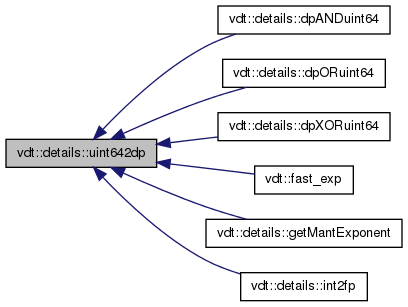 vdt::details::dpANDuint64
vdt::details::dpORuint64
vdt::details::dpXORuint64
vdt::details::uint642dp
vdt::fast_exp
vdt::details::getMantExponent
vdt::details::int2fp